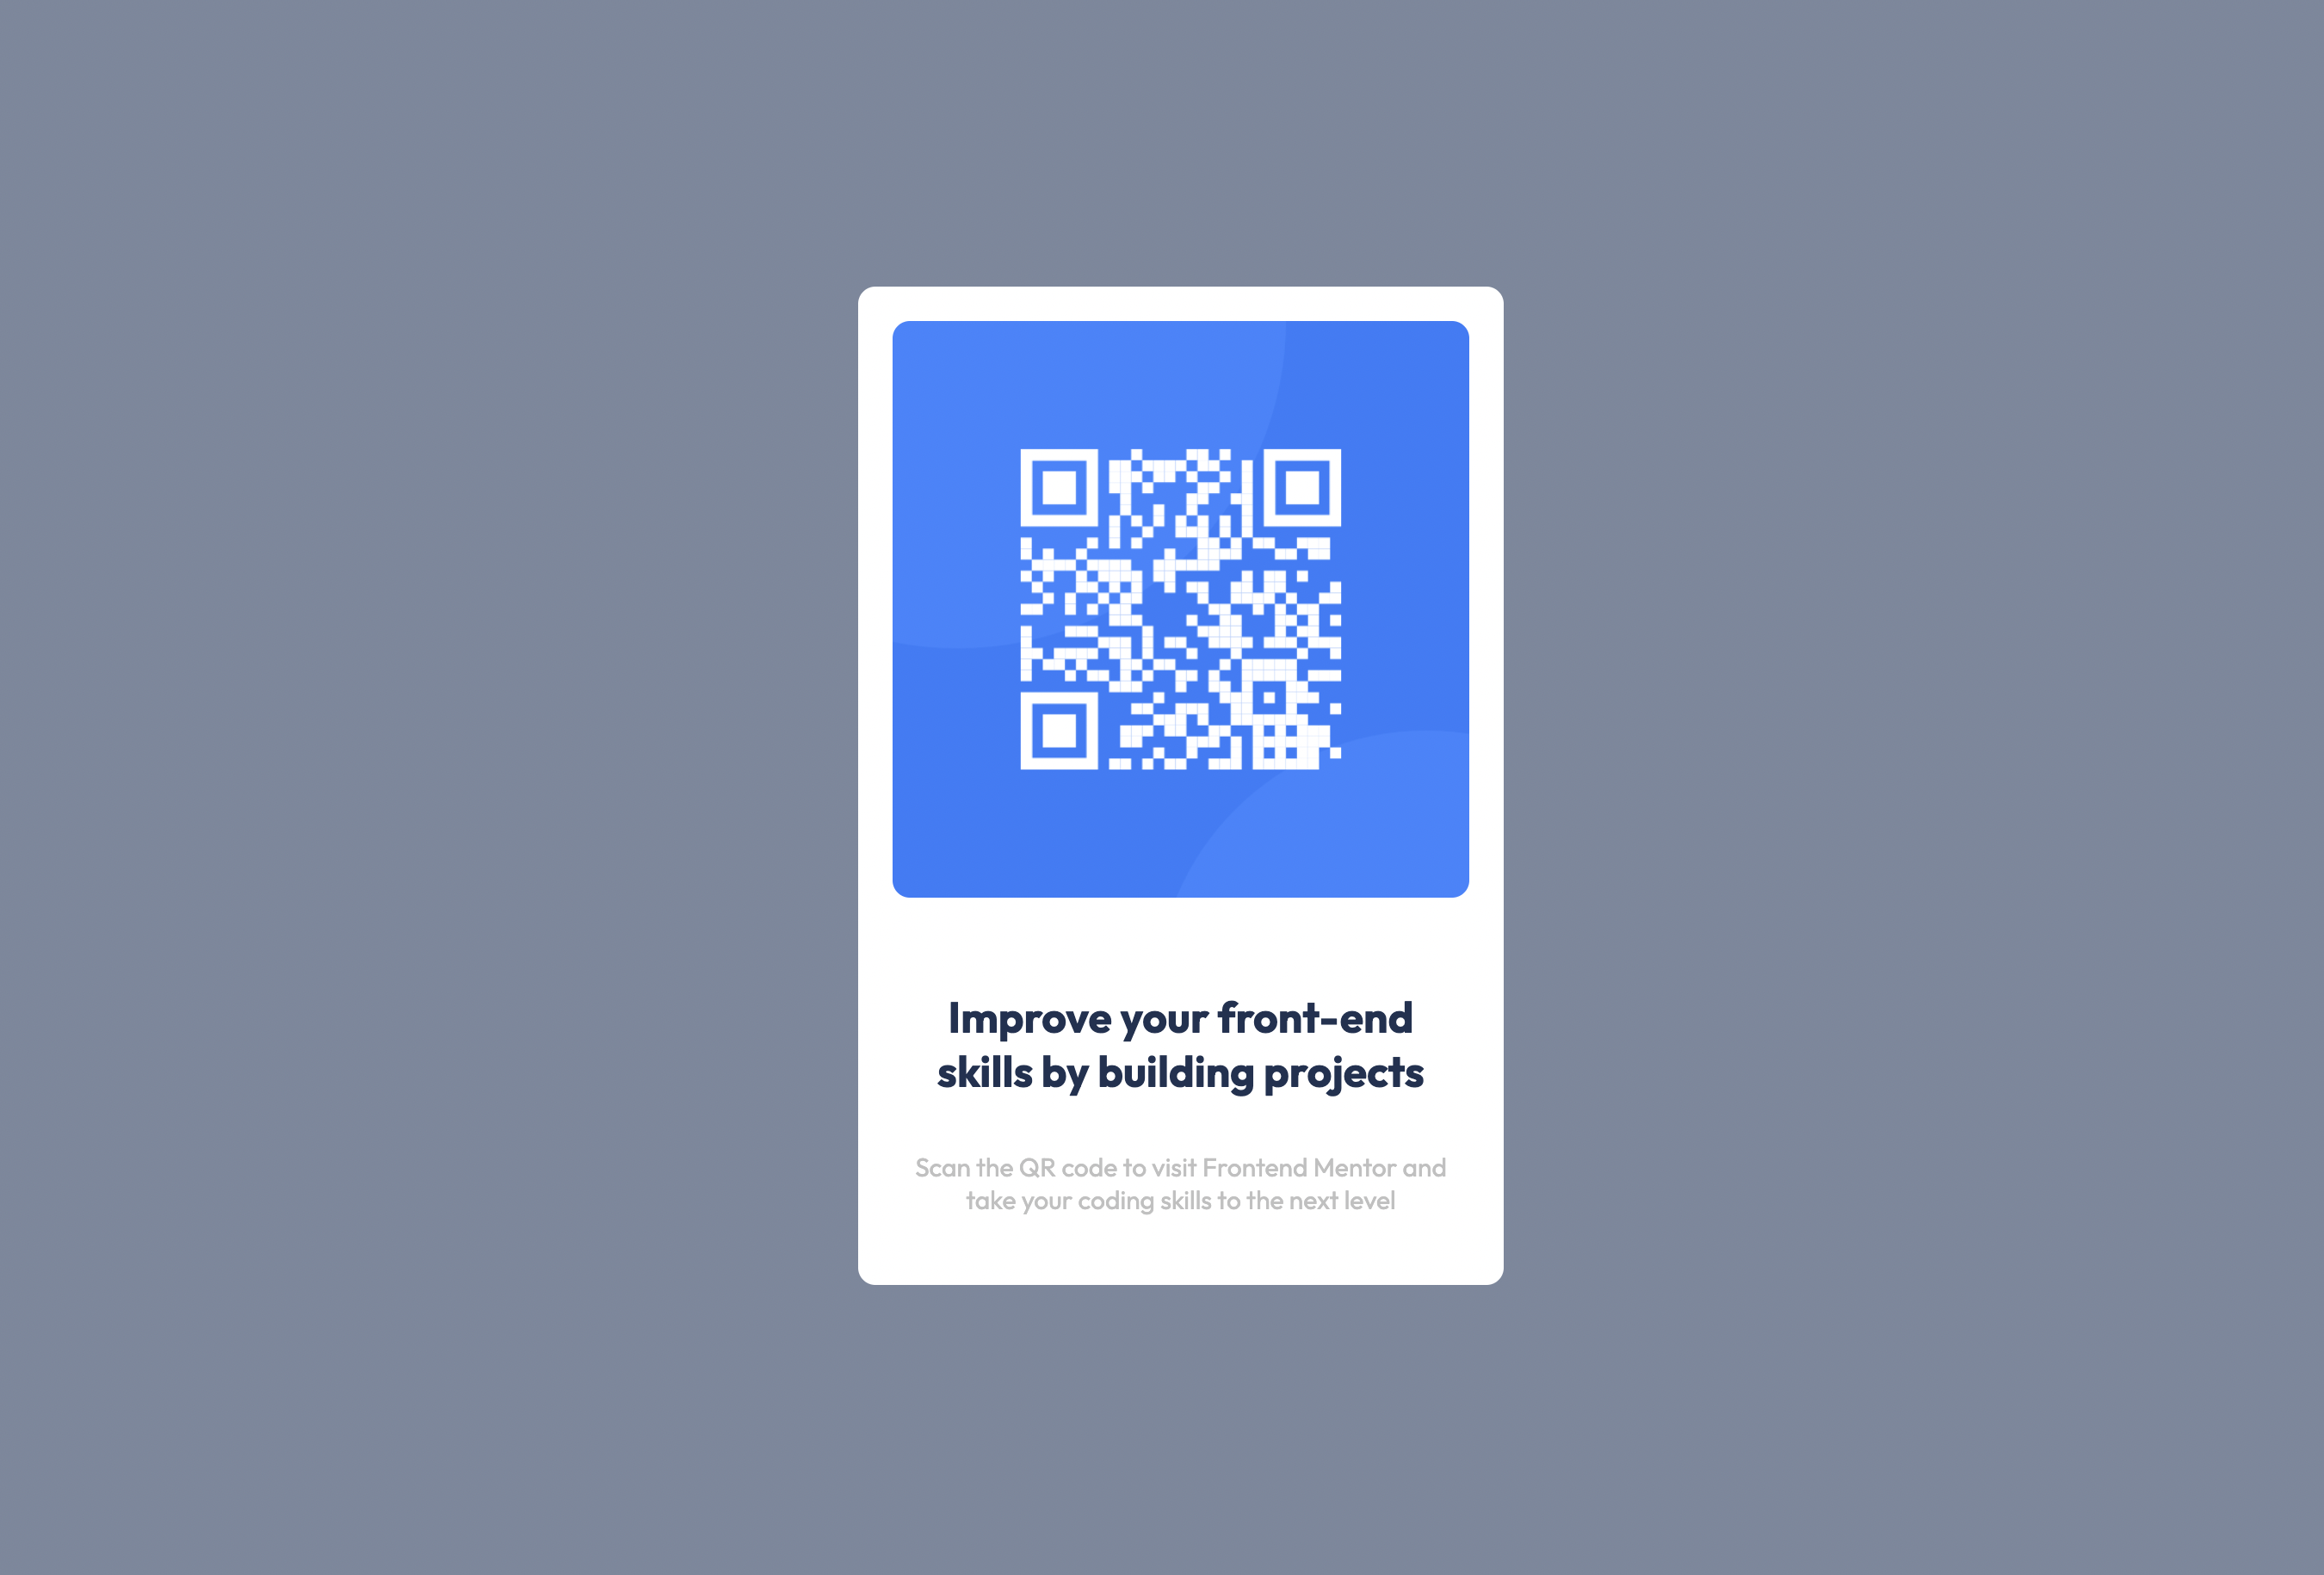 Improve your front-end
skills by building projects
Scan the QR code to visit Frontend Mentor and
take your coding skills to the next level